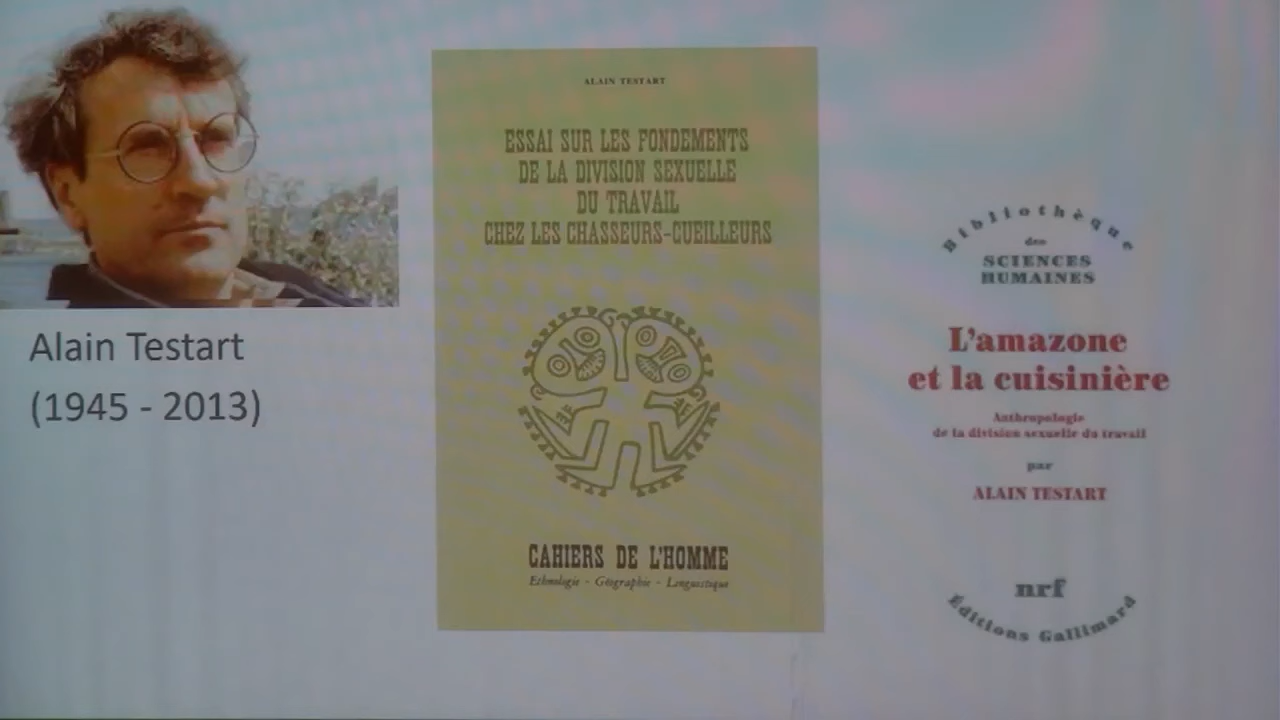 Alain Testart
(1945 - 2013)
ALAIN TESTART
ESSAI SUR LES FONDEMENTS
DE LA DIVISION SEXUELLE
DU TRAVAIL
CHEZ LES CHASSEURS-CUEILLEURS
CAHIERS DE L'HOMME
Ethnologie - Géographie - Linguistique
Bibliothèque
des
SCIENCES
HUMAINES
L'amazone
et la cuisinière
Anthropologie
de la division sexuelle du travail
par
ALAIN TESTART
nrf
Éditions Gallimard